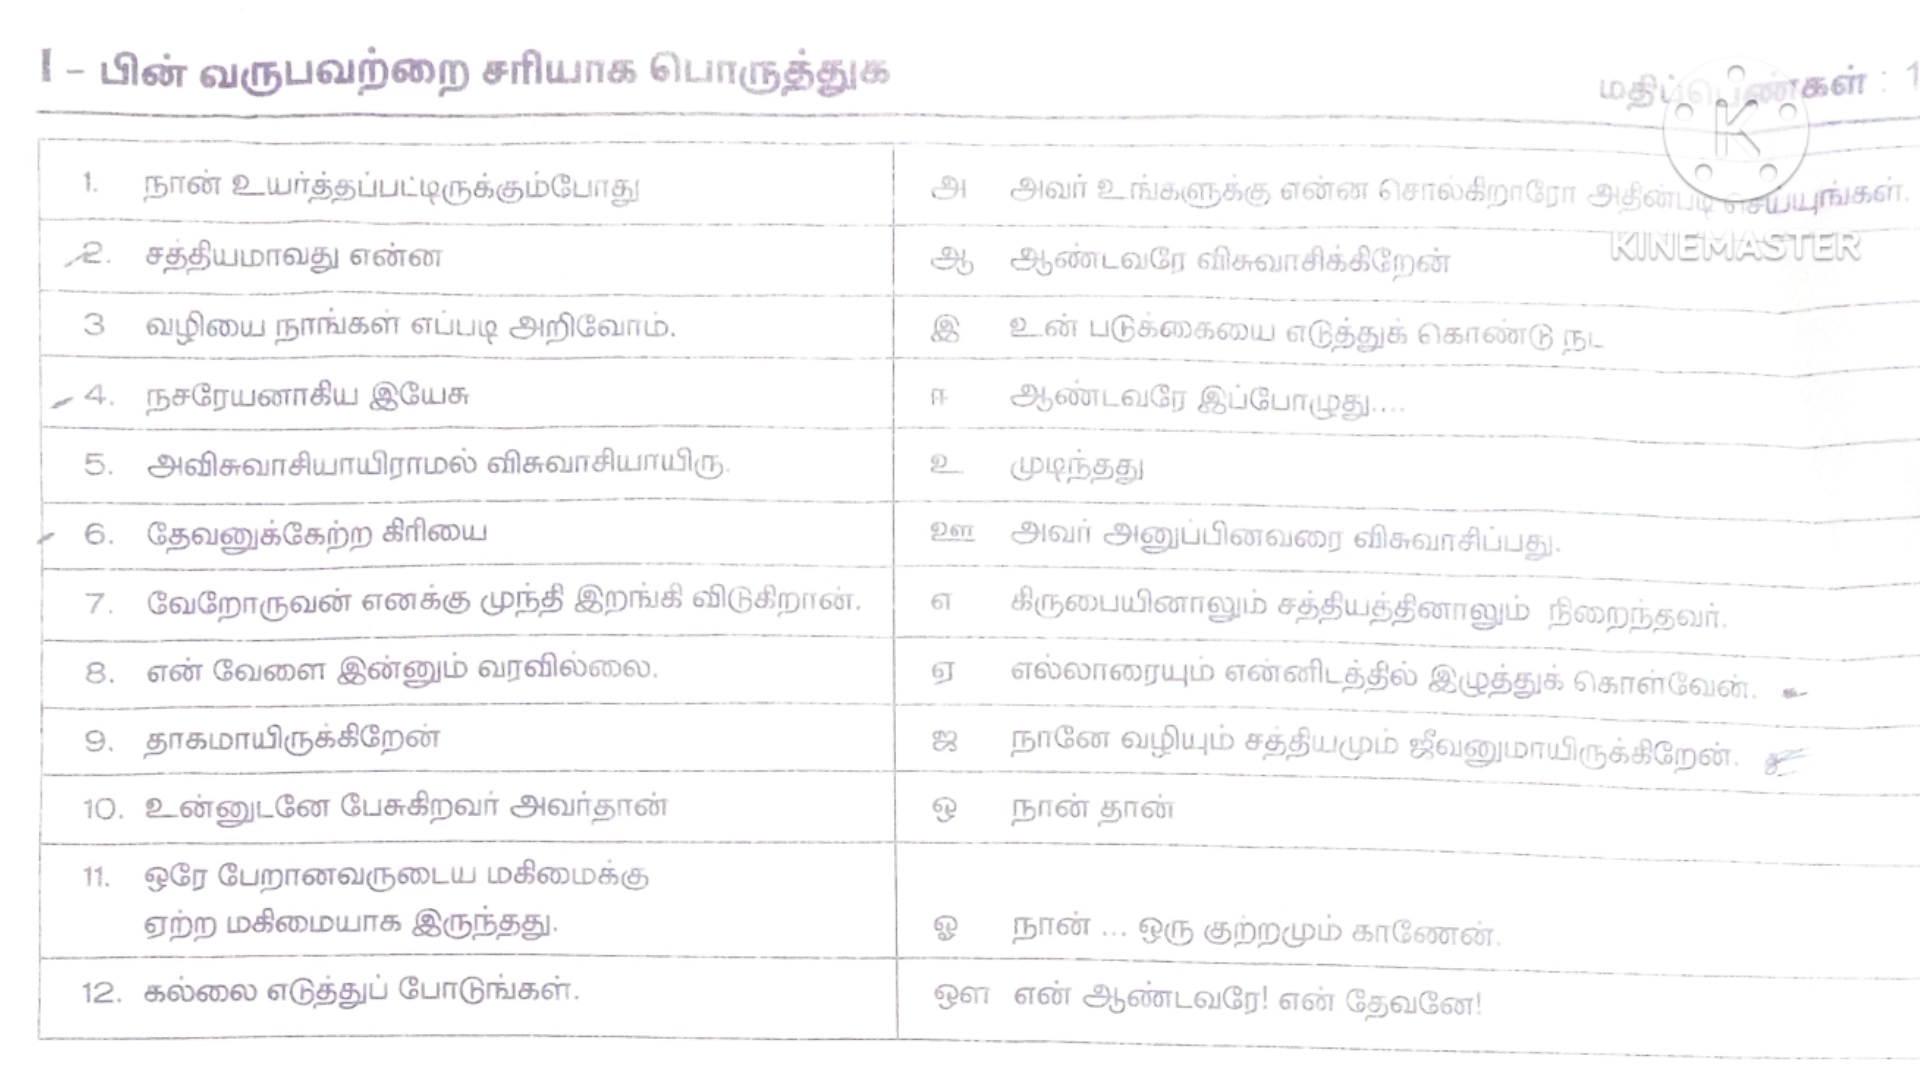 I - பின் வருபவற்றை சரியாக பொருத்துக
மதிப்பெண்கள் : 1
KINEMASTER
1. நான் உயர்த்தப்பட்டிருக்கும்போது
அ அவர் உங்களுக்கு என்ன சொல்கிறாரோ அதின்படி செய்யுங்கள்.
2. சத்தியமாவது என்ன
ஆ ஆண்டவரே விசுவாசிக்கிறேன்
3 வழியை நாங்கள் எப்படி அறிவோம்.
இ உன் படுக்கையை எடுத்துக் கொண்டு நட
4. நசரேயனாகிய இயேசு
ஈ ஆண்டவரே இப்போழுது....
5. அவிசுவாசியாயிராமல் விசுவாசியாயிரு.
உ முடிந்தது
6. தேவனுக்கேற்ற கிரியை
ஊ அவர் அனுப்பினவரை விசுவாசிப்பது.
7. வேறோருவன் எனக்கு முந்தி இறங்கி விடுகிறான்.
எ கிருபையினாலும் சத்தியத்தினாலும் நிறைந்தவர்.
8. என் வேளை இன்னும் வரவில்லை.
ஏ எல்லாரையும் என்னிடத்தில் இழுத்துக் கொள்வேன்.
9. தாகமாயிருக்கிறேன்
ஐ நானே வழியும் சத்தியமும் ஜீவனுமாயிருக்கிறேன்.
10. உன்னுடனே பேசுகிறவர் அவர்தான்
ஒ நான் தான்
11. ஒரே பேறானவருடைய மகிமைக்கு
ஏற்ற மகிமையாக இருந்தது.
ஓ நான் ... ஒரு குற்றமும் காணேன்.
12. கல்லை எடுத்துப் போடுங்கள்.
ஔ என் ஆண்டவரே! என் தேவனே!